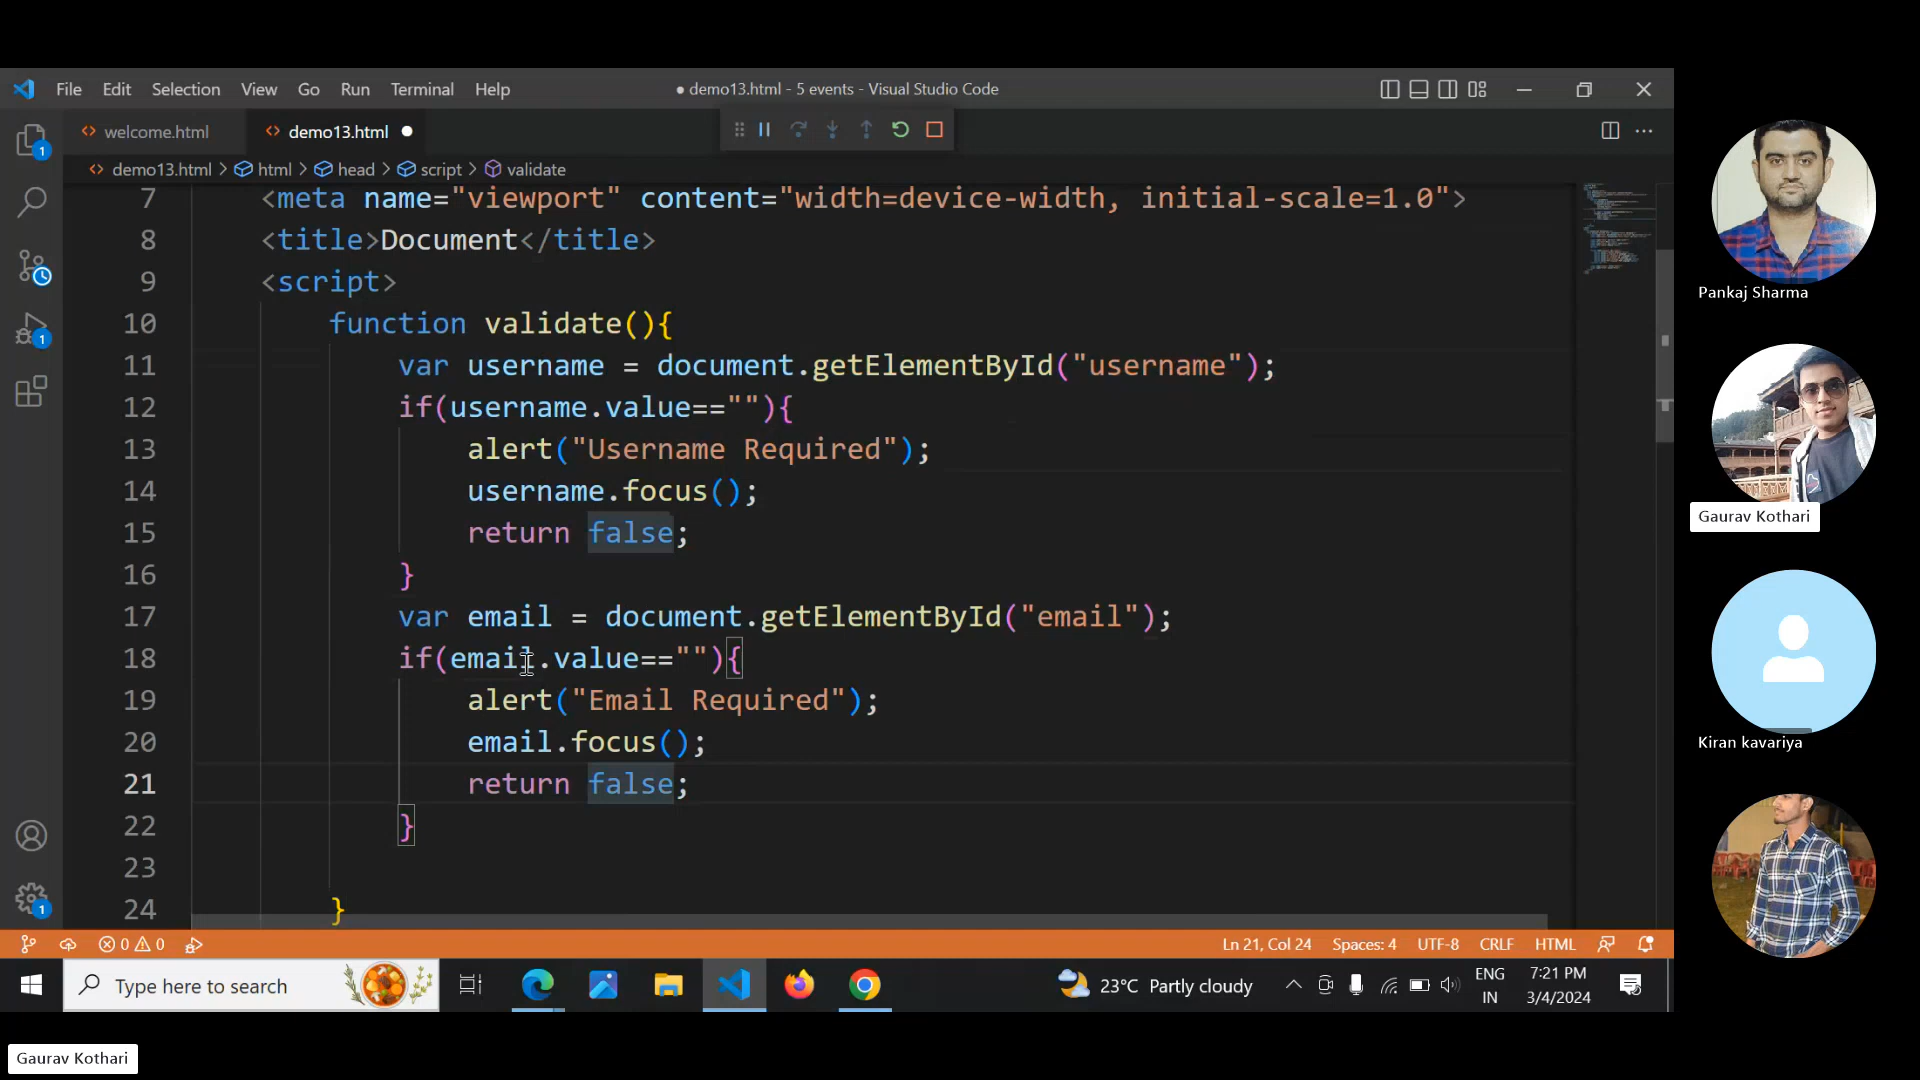 File Edit Selection View Go Run Terminal Help
● demo13.html - 5 events - Visual Studio Code
welcome.html
demo13.html
demo13.html > html > head > script > validate
7 <meta name="viewport" content="width=device-width, initial-scale=1.0">
8 <title>Document</title>
9 <script>
10 function validate(){
11 var username = document.getElementById("username");
12 if(username.value==""){
13 alert("Username Required");
14 username.focus();
15 return false;
16 }
17 var email = document.getElementById("email");
18 if(email.value==""){
19 alert("Email Required");
20 email.focus();
21 return false;
22 }
23
24 }
1
1
1
0 0
Ln 21, Col 24 Spaces: 4 UTF-8 CRLF HTML
Type here to search
23°C Partly cloudy
ENG
IN
7:21 PM
3/4/2024
Pankaj Sharma
Gaurav Kothari
Kiran kavariya
Gaurav Kothari